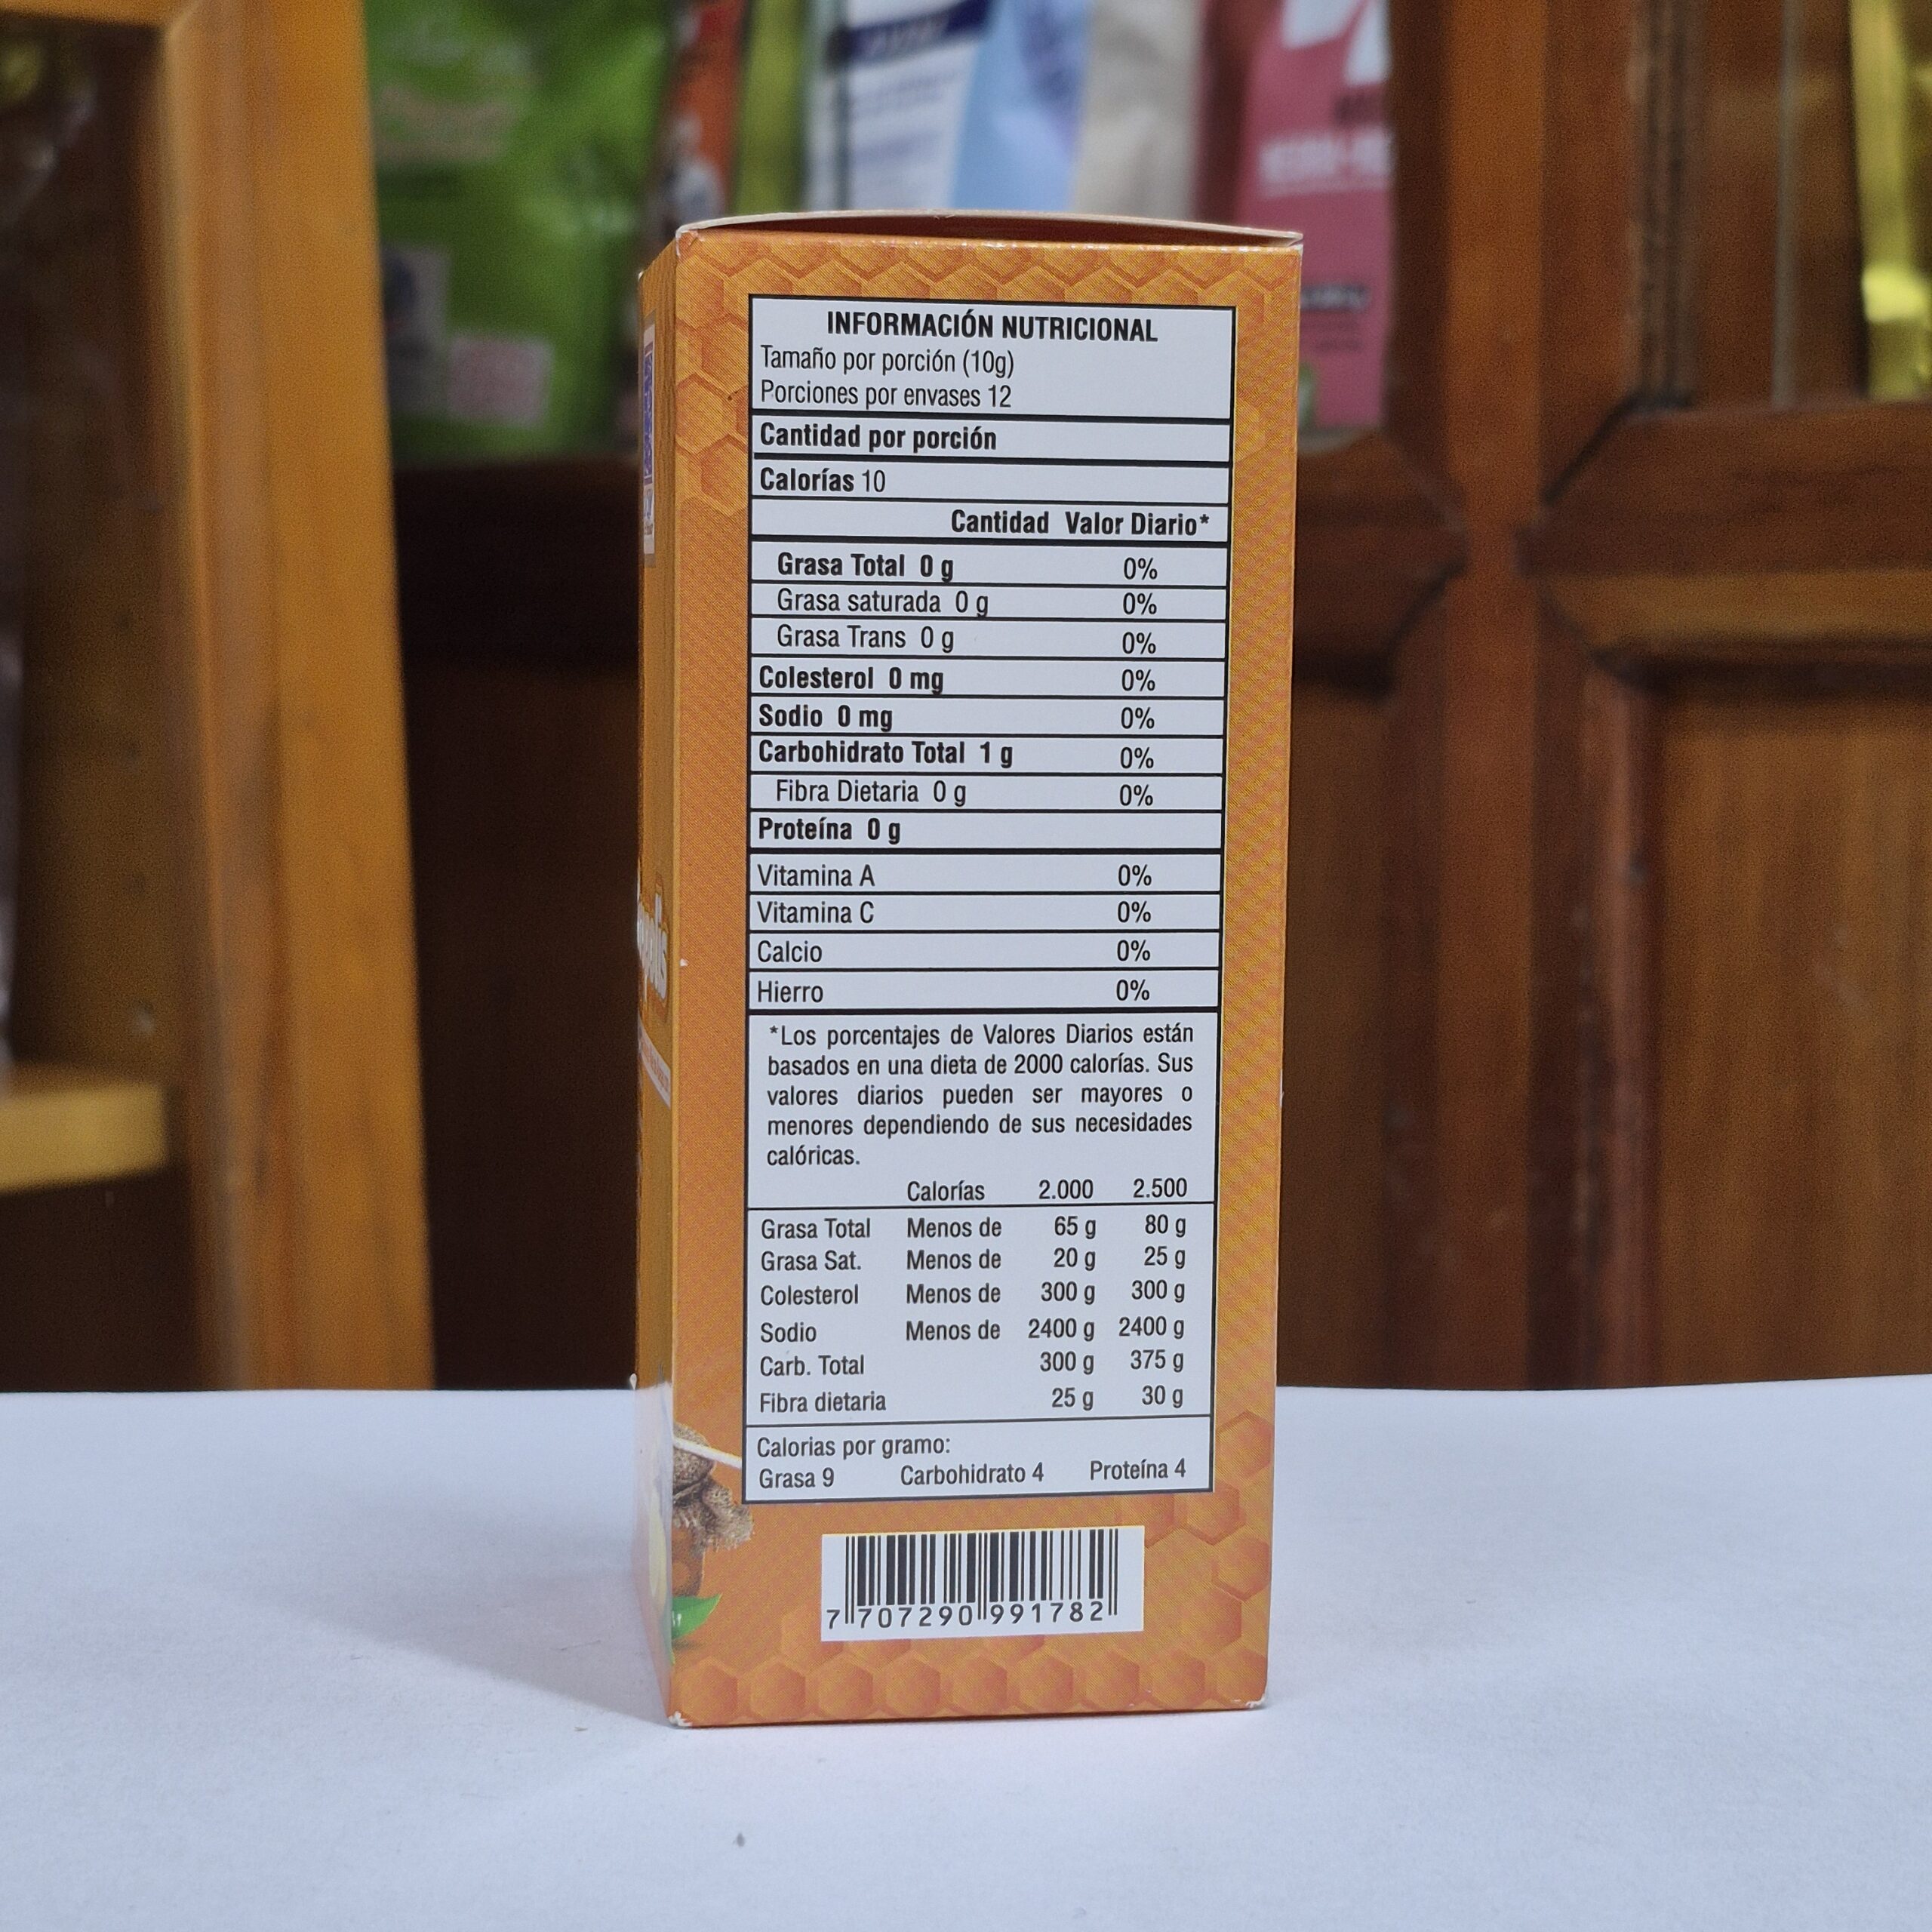 INFORMACIÓN NUTRICIONAL
Tamaño por porción (10g)
Porciones por envases 12
Cantidad por porción
Calorías 10
Cantidad Valor Diario*
Grasa Total 0 g 0%
Grasa saturada 0 g 0%
Grasa Trans 0 g 0%
Colesterol 0 mg 0%
Sodio 0 mg 0%
Carbohidrato Total 1 g 0%
Fibra Dietaria 0 g 0%
Proteína 0 g
Vitamina A 0%
Vitamina C 0%
Calcio 0%
Hierro 0%
*Los porcentajes de Valores Diarios están
basados en una dieta de 2000 calorías. Sus
valores diarios pueden ser mayores o
menores dependiendo de sus necesidades
calóricas.
Calorías 2.000 2.500
Grasa Total Menos de 65 g 80 g
Grasa Sat. Menos de 20 g 25 g
Colesterol Menos de 300 g 300 g
Sodio Menos de 2400 g 2400 g
Carb. Total 300 g 375 g
Fibra dietaria 25 g 30 g
Calorias por gramo:
Grasa 9 Carbohidrato 4 Proteína 4
7 707290 991782